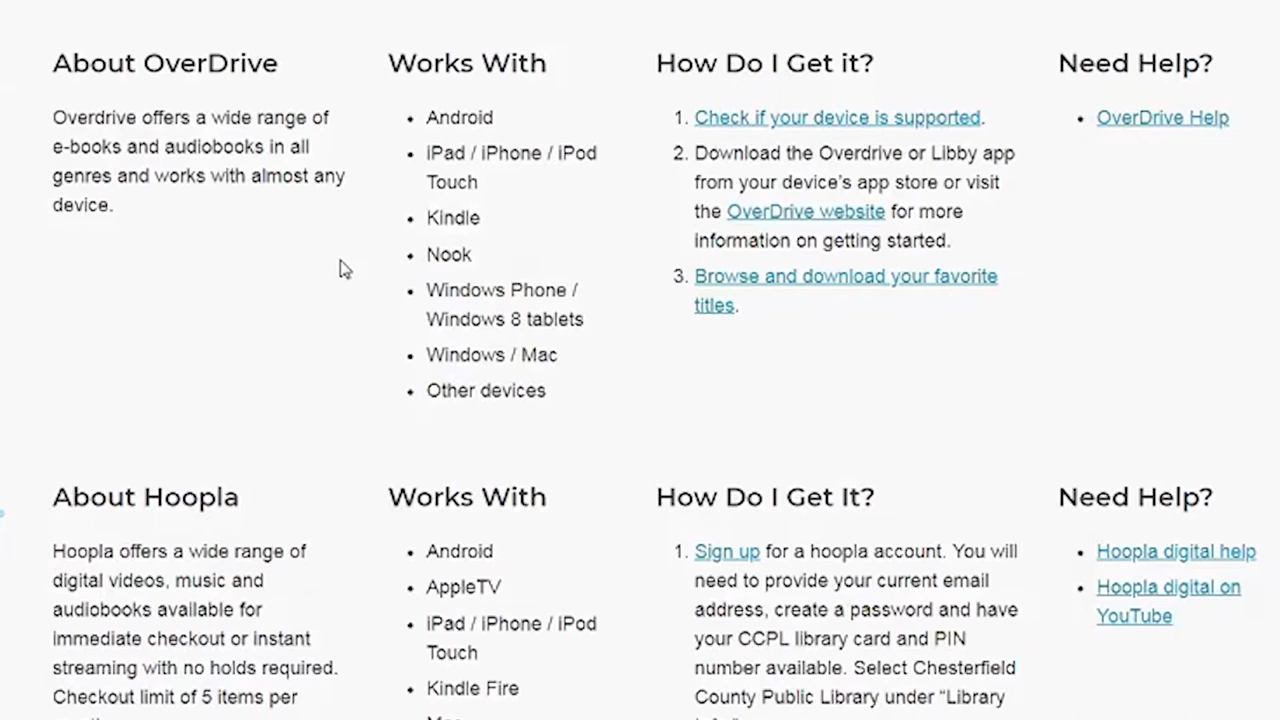 About OverDrive
Overdrive offers a wide range of
e-books and audiobooks in all
genres and works with almost any
device.
Works With
• Android
• iPad / iPhone / iPod
Touch
• Kindle
• Nook
• Windows Phone /
Windows 8 tablets
• Windows / Mac
• Other devices
How Do I Get it?
1. Check if your device is supported.
2. Download the Overdrive or Libby app
from your device's app store or visit
the OverDrive website for more
information on getting started.
3. Browse and download your favorite
titles.
Need Help?
• OverDrive Help
About Hoopla
Hoopla offers a wide range of
digital videos, music and
audiobooks available for
immediate checkout or instant
streaming with no holds required.
Checkout limit of 5 items per
Works With
• Android
• AppleTV
• iPad / iPhone / iPod
Touch
• Kindle Fire
How Do I Get It?
1. Sign up for a hoopla account. You will
need to provide your current email
address, create a password and have
your CCPL library card and PIN
number available. Select Chesterfield
County Public Library under “Library
Need Help?
• Hoopla digital help
• Hoopla digital on
YouTube